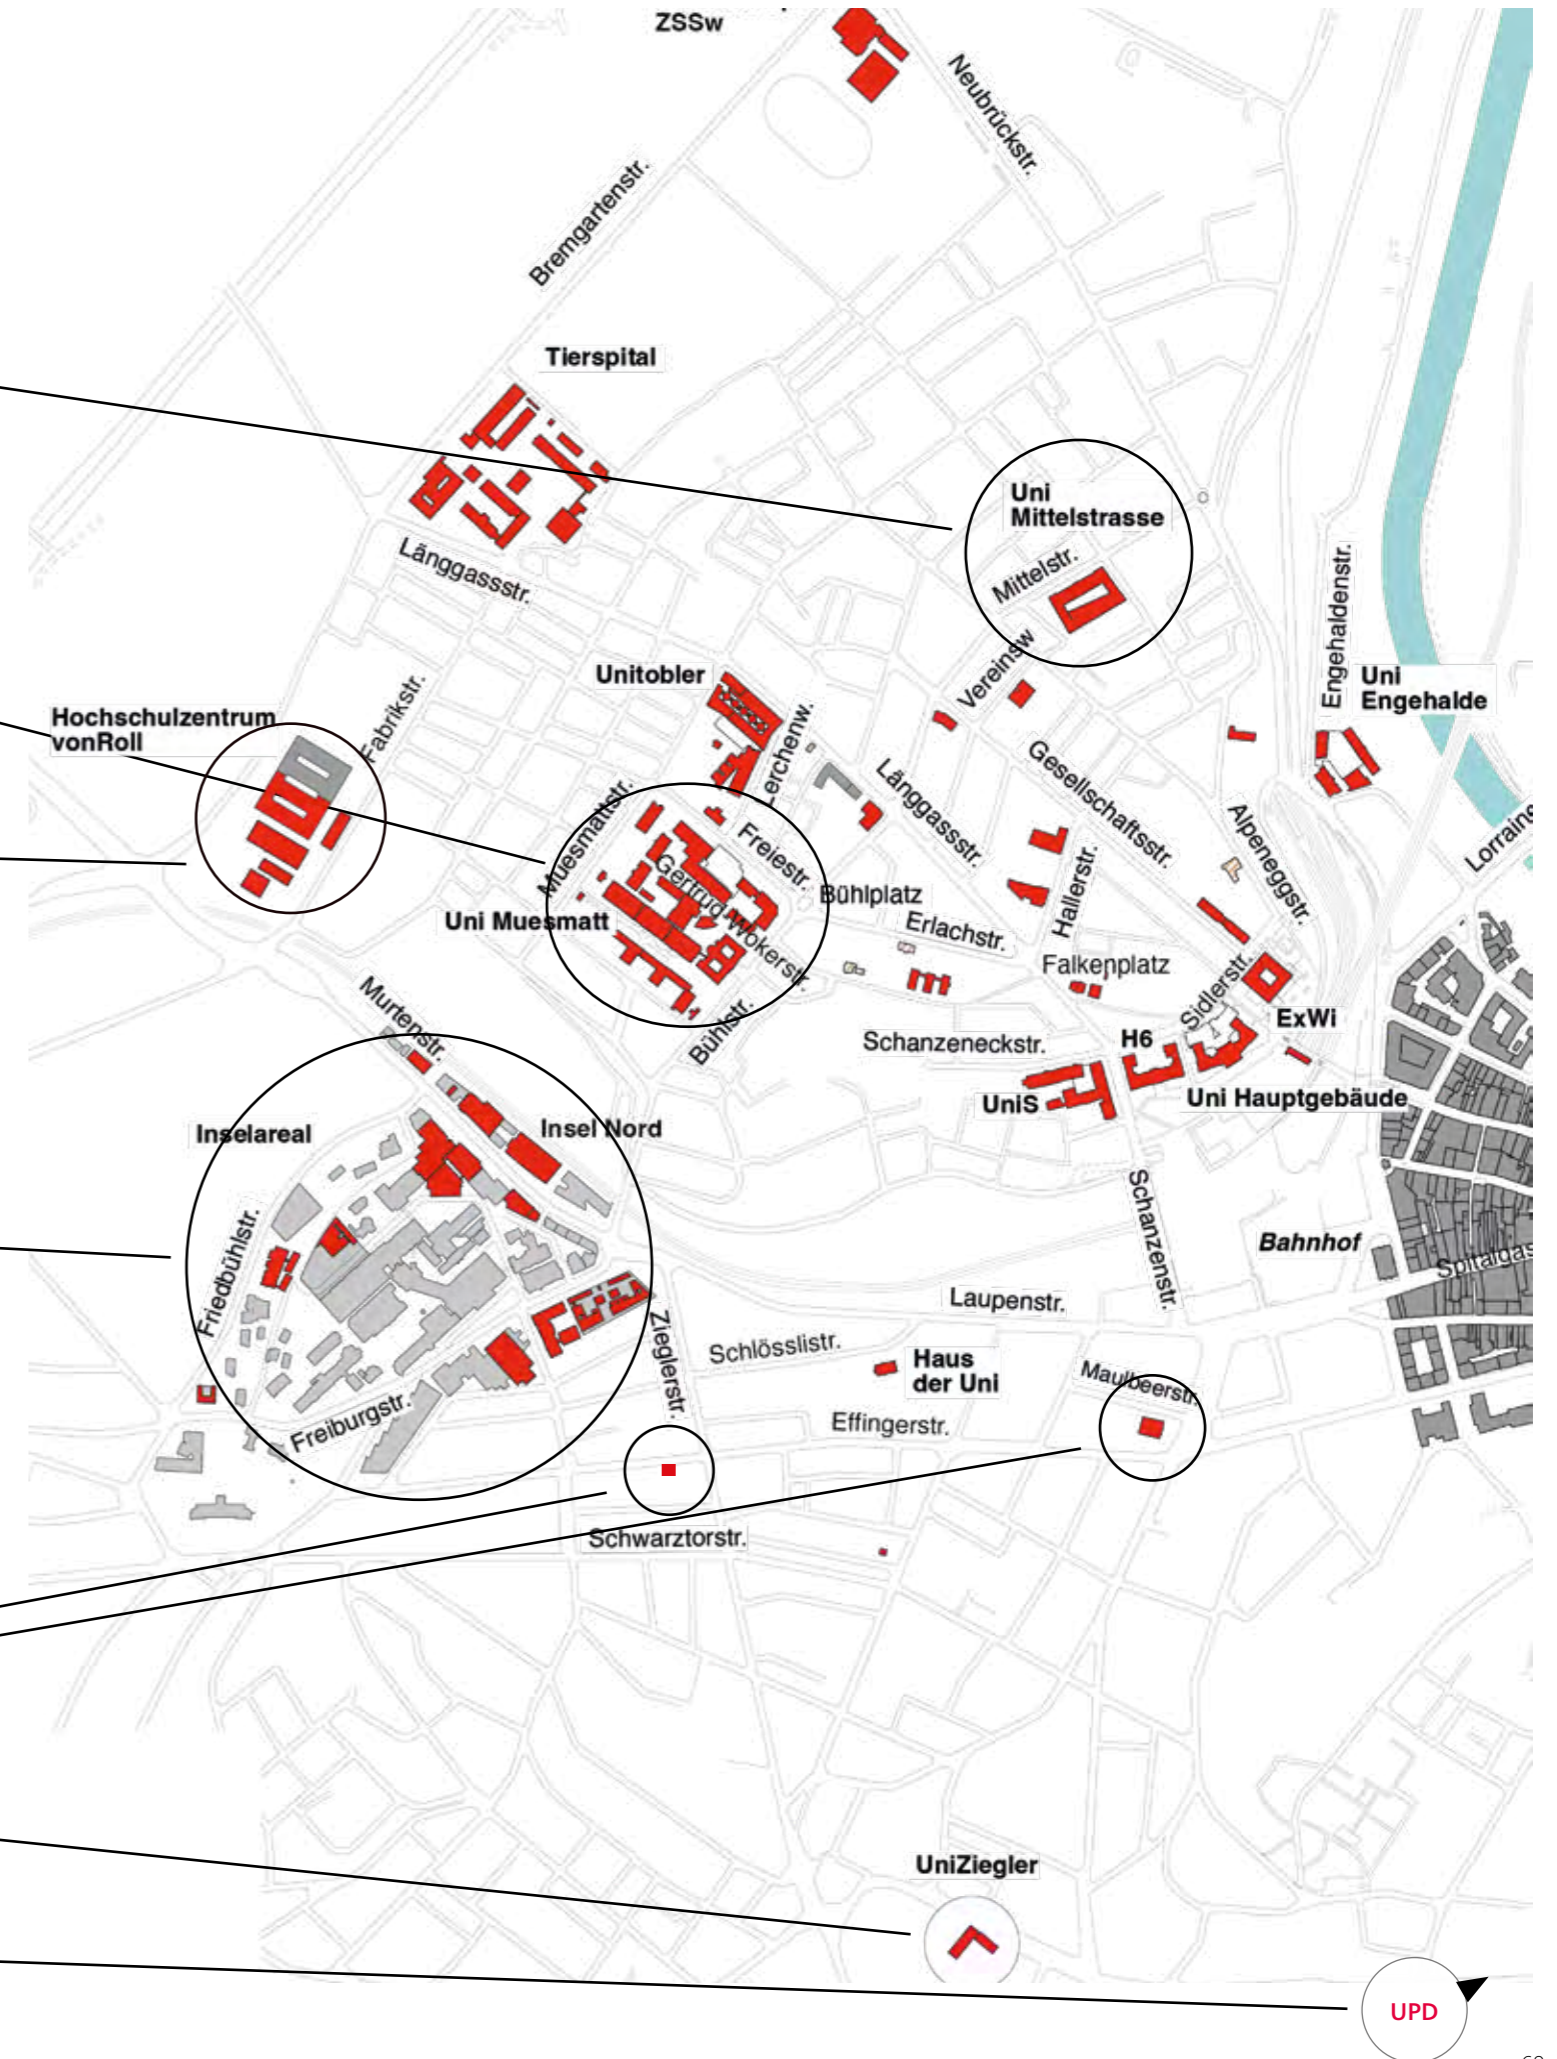 ZSSw
Neubrückstr.
Bremgartenstr.
Tierspital
Uni
Mittelstrasse
Mittelstr.
Länggassstr.
Engehaldenstr.
Vereinsw
Unitobler
Uni
Engehalde
Hochschulzentrum
vonRoll
Fabrikstr.
Lerchenw.
Gesellschaftsstr.
Länggassstr.
Muesmattstr.
Alpeneggstr.
Lorraine
Freiestr.
Gertrud-Wokerstr.
Hallerstr.
Bühlplatz
Uni Muesmatt
Erlachstr.
Falkenplatz
Sidlerstr.
Murtenstr.
ExWi
Bühlstr.
Schanzeneckstr.
H6
UniS
Uni Hauptgebäude
Inselareal
Insel Nord
Schanzenstr.
Friedbühlstr.
Bahnhof
Spitalgas
Laupenstr.
Zieglerstr.
Schlösslistr.
Haus
der Uni
Maulbeerstr.
Freiburgstr.
Effingerstr.
Schwarztorstr.
UniZiegler
UPD